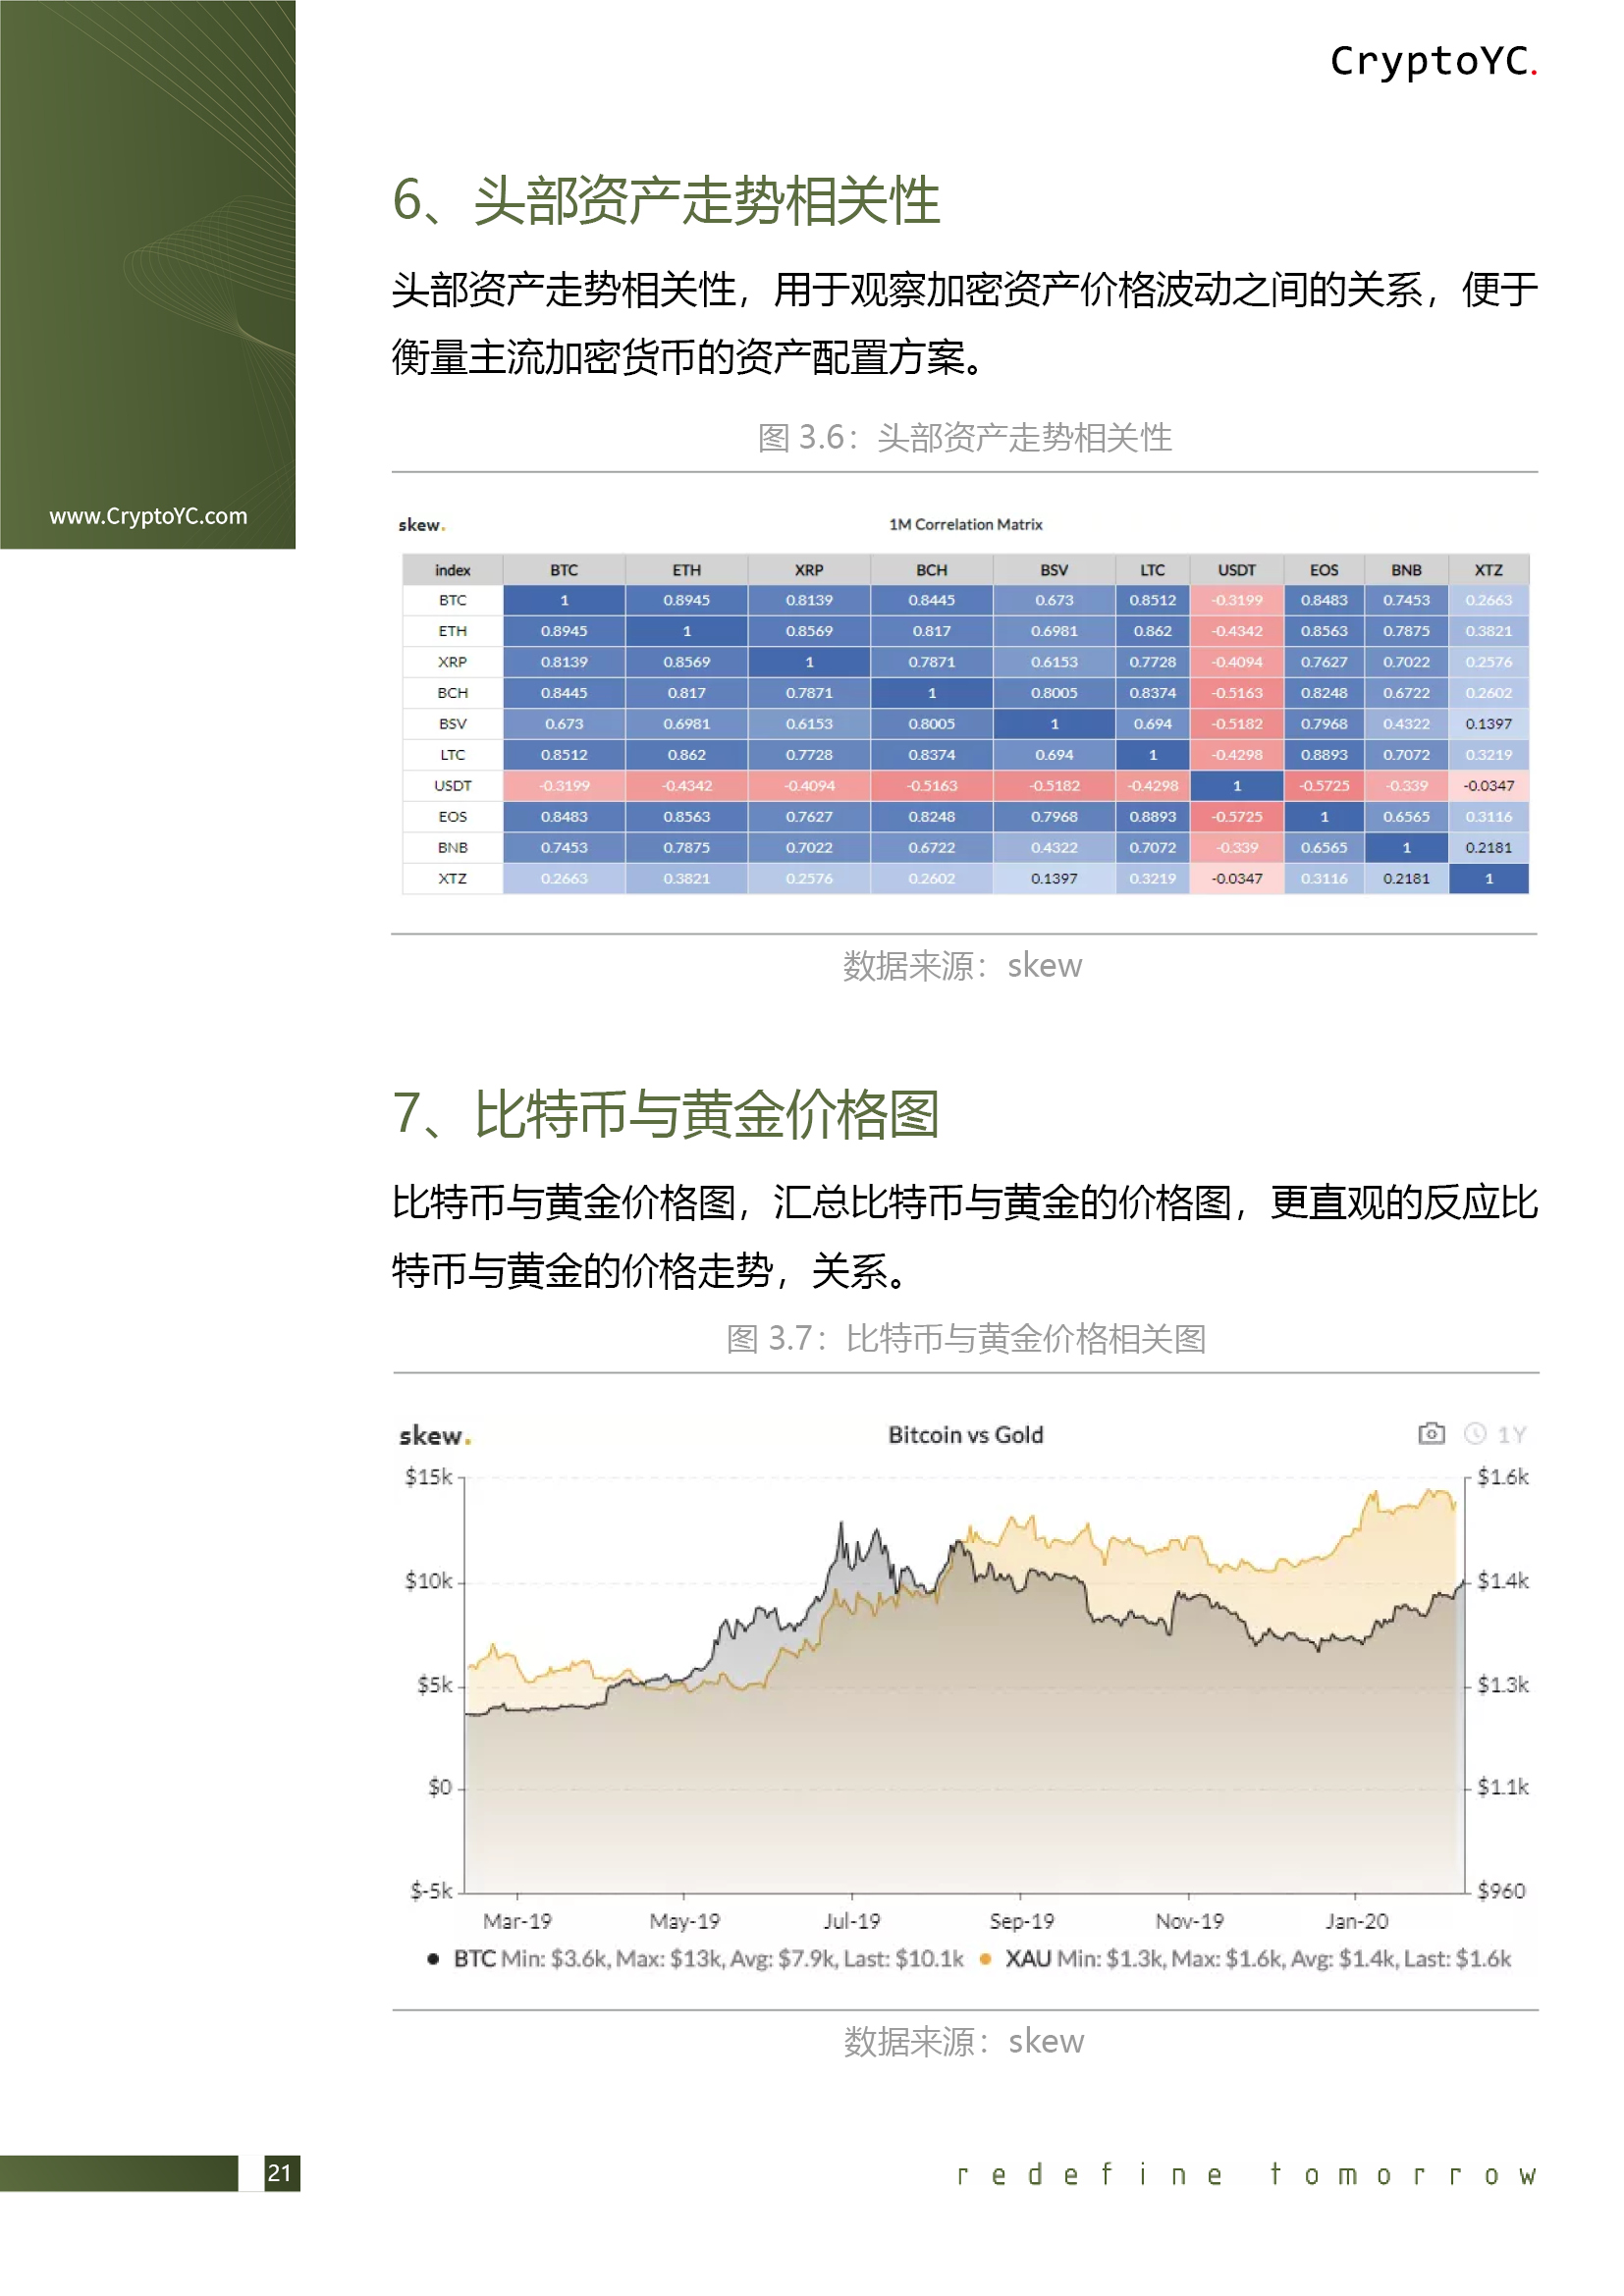 CryptoYC.
www.CryptoYC.com
6、头部资产走势相关性
头部资产走势相关性，用于观察加密资产价格波动之间的关系，便于
衡量主流加密货币的资产配置方案。
图 3.6：头部资产走势相关性
skew. 1M Correlation Matrix
index BTC ETH XRP BCH BSV LTC USDT EOS BNB XTZ
BTC 1 0.8945 0.8139 0.8445 0.673 0.8512 -0.3199 0.8483 0.7453 0.2663
ETH 0.8945 1 0.8569 0.817 0.6981 0.862 -0.4342 0.8563 0.7875 0.3821
XRP 0.8139 0.8569 1 0.7871 0.6153 0.7728 -0.4094 0.7627 0.7022 0.2576
BCH 0.8445 0.817 0.7871 1 0.8005 0.8374 -0.5163 0.8248 0.6722 0.2602
BSV 0.673 0.6981 0.6153 0.8005 1 0.694 -0.5182 0.7968 0.4322 0.1397
LTC 0.8512 0.862 0.7728 0.8374 0.694 1 -0.4298 0.8893 0.7072 0.3219
USDT -0.3199 -0.4342 -0.4094 -0.5163 -0.5182 -0.4298 1 -0.5725 -0.339 -0.0347
EOS 0.8483 0.8563 0.7627 0.8248 0.7968 0.8893 -0.5725 1 0.6565 0.3116
BNB 0.7453 0.7875 0.7022 0.6722 0.4322 0.7072 -0.339 0.6565 1 0.2181
XTZ 0.2663 0.3821 0.2576 0.2602 0.1397 0.3219 -0.0347 0.3116 0.2181 1
数据来源：skew
7、比特币与黄金价格图
比特币与黄金价格图，汇总比特币与黄金的价格图，更直观的反应比
特币与黄金的价格走势，关系。
图 3.7：比特币与黄金价格相关图
skew. Bitcoin vs Gold 1Y
$15k $1.6k
$10k $1.4k
$5k $1.3k
$0 $1.1k
$-5k $960
Mar-19 May-19 Jul-19 Sep-19 Nov-19 Jan-20
BTC Min: $3.6k, Max: $13k, Avg: $7.9k, Last: $10.1k XAU Min: $1.3k, Max: $1.6k, Avg: $1.4k, Last: $1.6k
数据来源：skew
21
redefine tomorrow